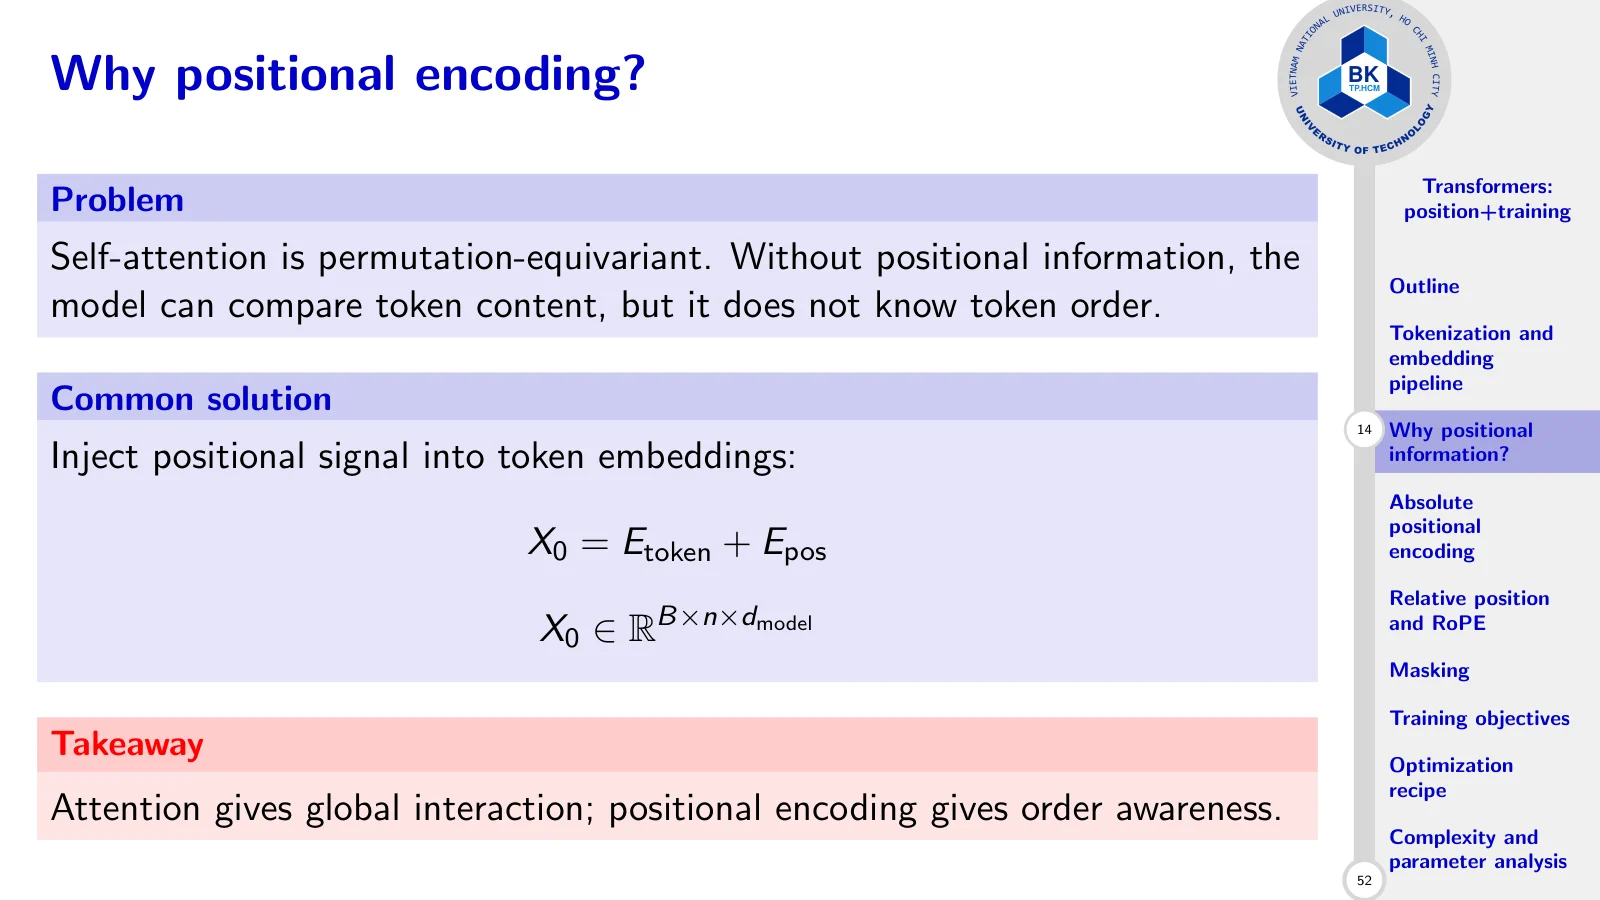 Why positional encoding?
Problem
Self-attention is permutation-equivariant. Without positional information, the
model can compare token content, but it does not know token order.
Common solution
Inject positional signal into token embeddings:
X₀ = E_token + E_pos
X₀ ∈ ℝ^{B×n×d_model}
Takeaway
Attention gives global interaction; positional encoding gives order awareness.
VIETNAM NATIONAL UNIVERSITY, HO CHI MINH CITY
BK
TP.HCM
UNIVERSITY OF TECHNOLOGY
Transformers:
position+training
Outline
Tokenization and
embedding
pipeline
14
Why positional
information?
Absolute
positional
encoding
Relative position
and RoPE
Masking
Training objectives
Optimization
recipe
Complexity and
parameter analysis
52